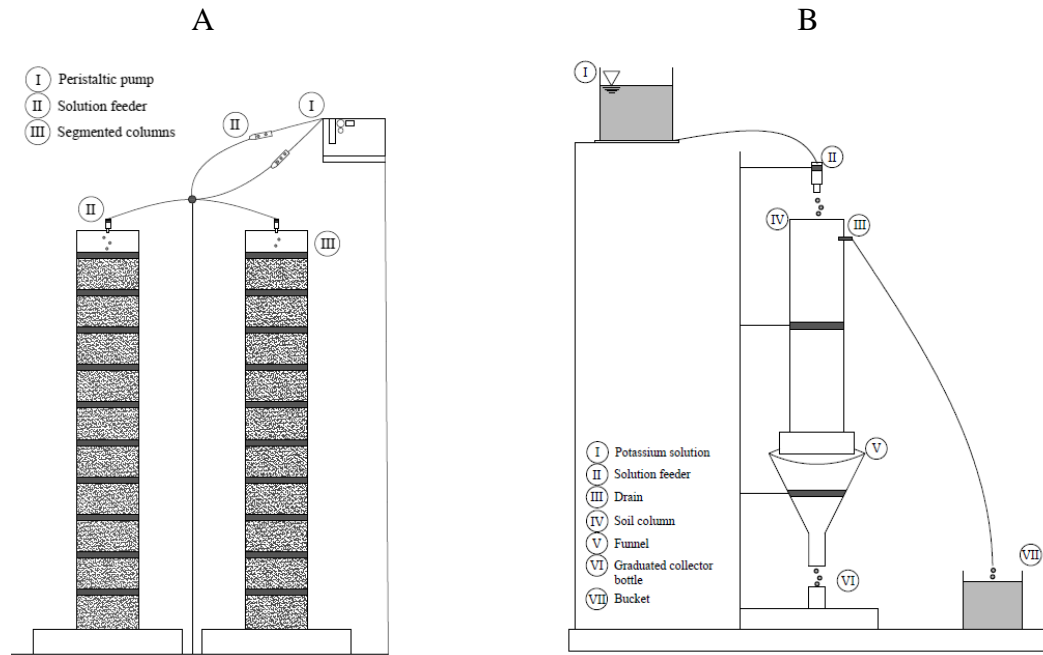 A
B
I Peristaltic pump
II Solution feeder
III Segmented columns
I
II
II
III
I
II
IV
III
V
I Potassium solution
II Solution feeder
III Drain
IV Soil column
V Funnel
VI Graduated collector
bottle
VII Bucket
VI
VII